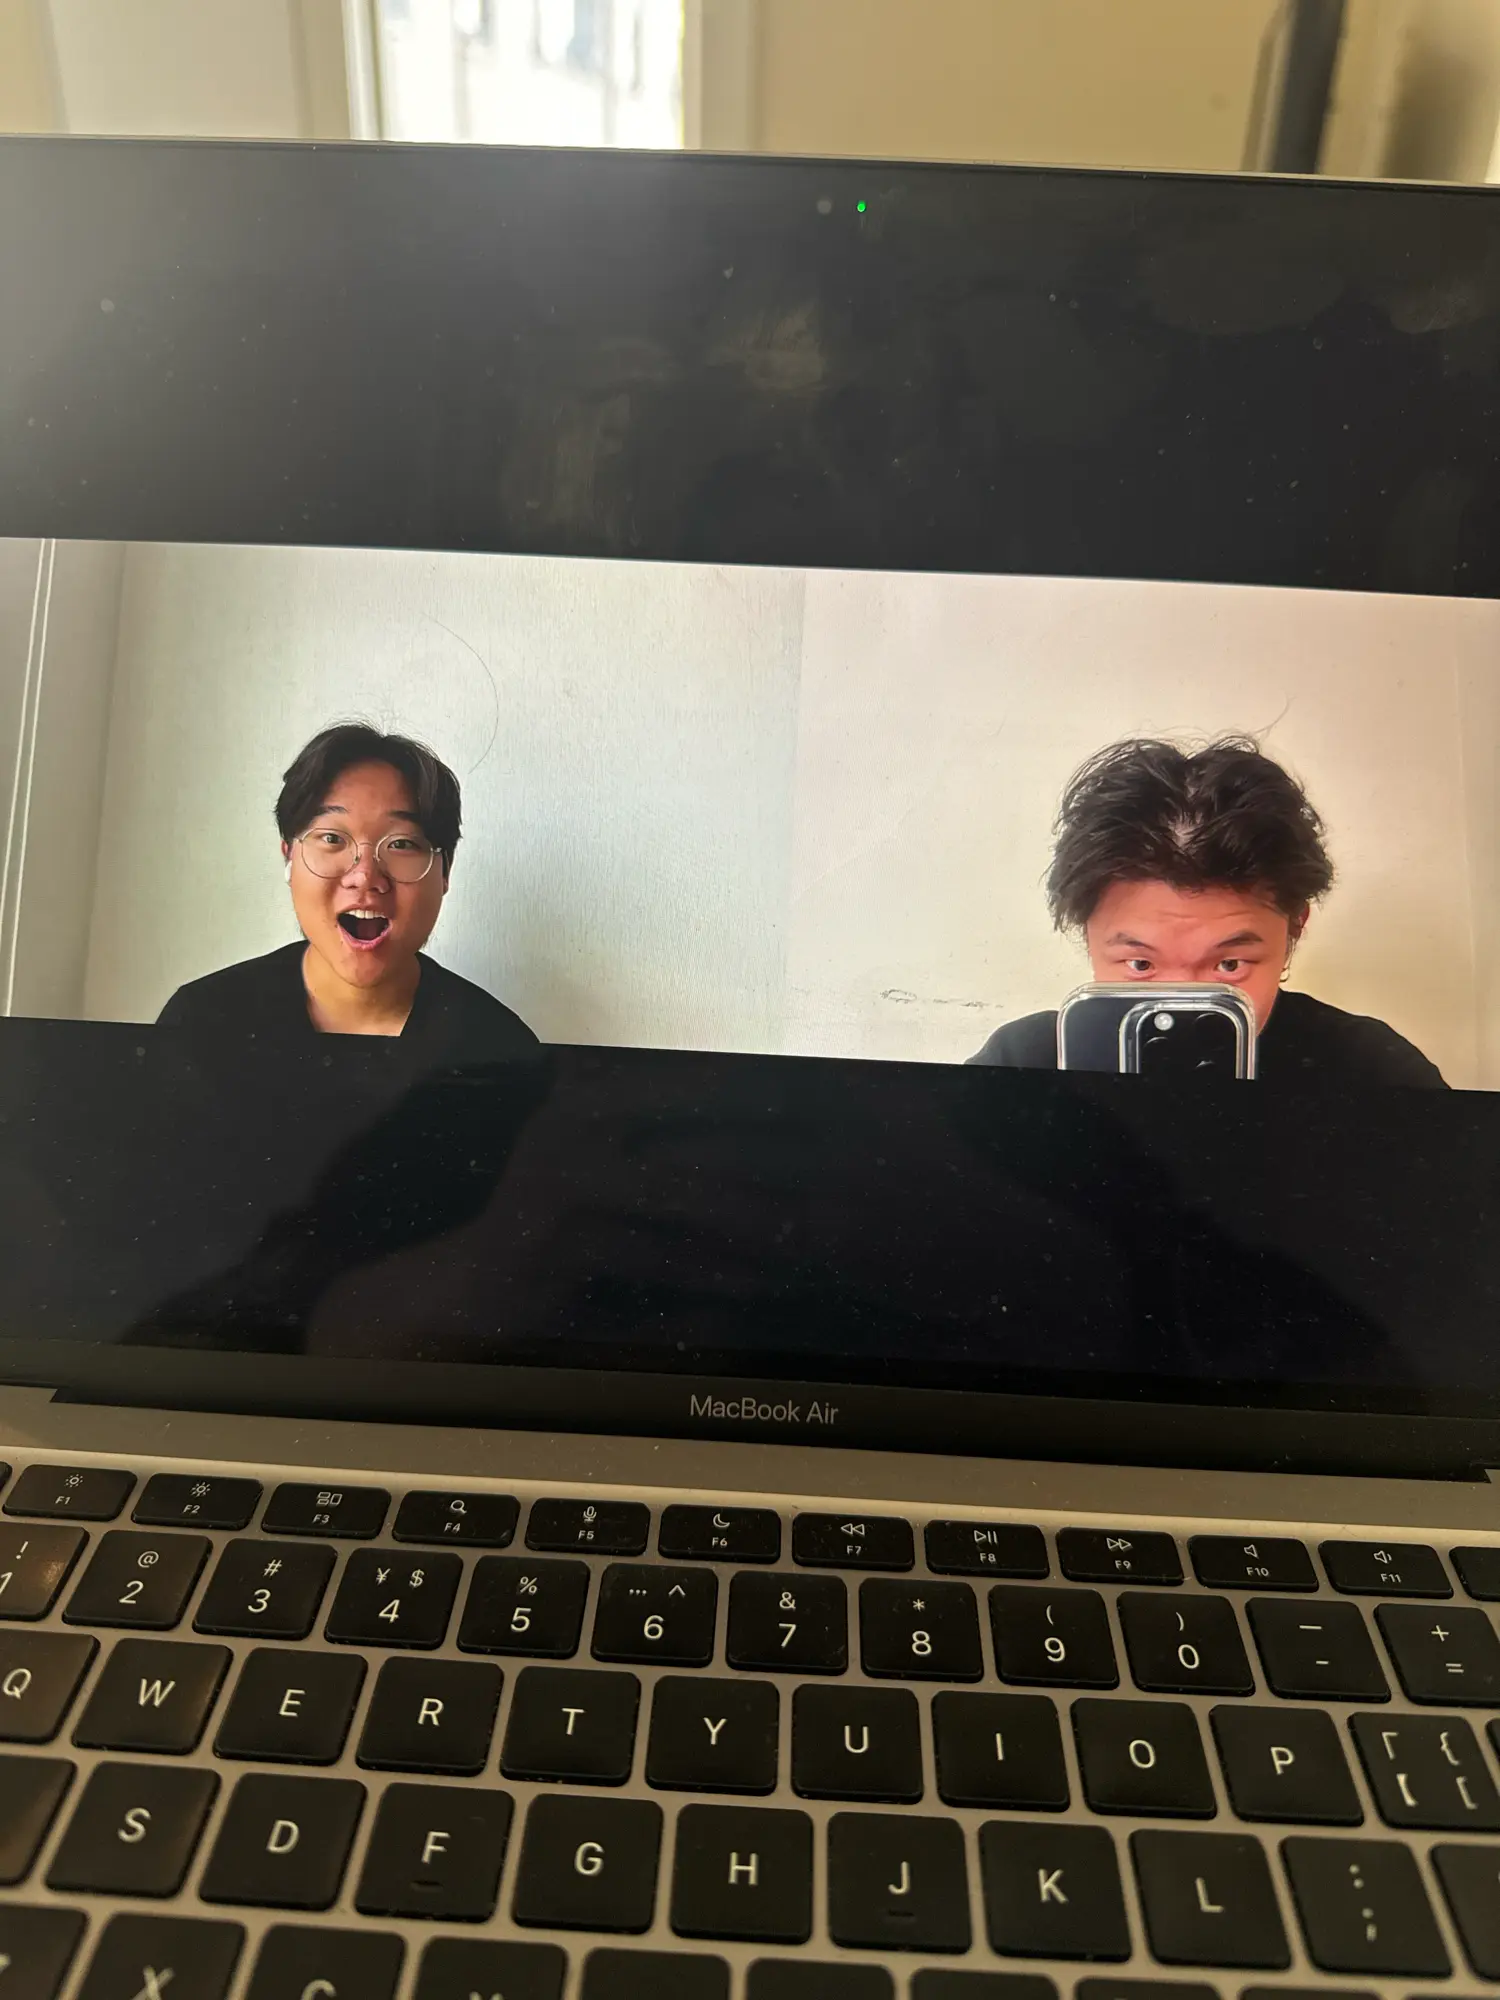 MacBook Air
F1 F2 F3 F4 F5 F6 F7 F8 F9 F10 F11
! @ # ¥ $ % … ^ & * ( ) — +
1 2 3 4 5 6 7 8 9 0 - =
Q W E R T Y U I O P 「 {
【 [
S D F G H J K L :
;
X C